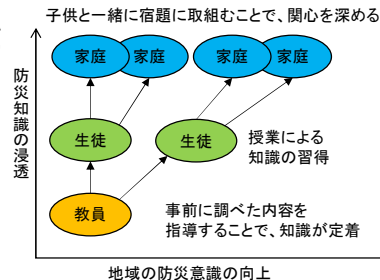 子供と一緒に宿題に取組むことで、関心を深める
家庭 家庭 家庭 家庭
防災知識の浸透
生徒 生徒
授業による
知識の習得
教員
事前に調べた内容を
指導することで、知識が定着
地域の防災意識の向上